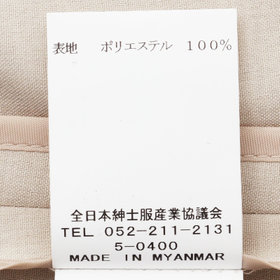 表地　ポリエステル　100%
全日本紳士服産業協議会
TEL 052-211-2131
5-0400
MADE IN MYANMAR